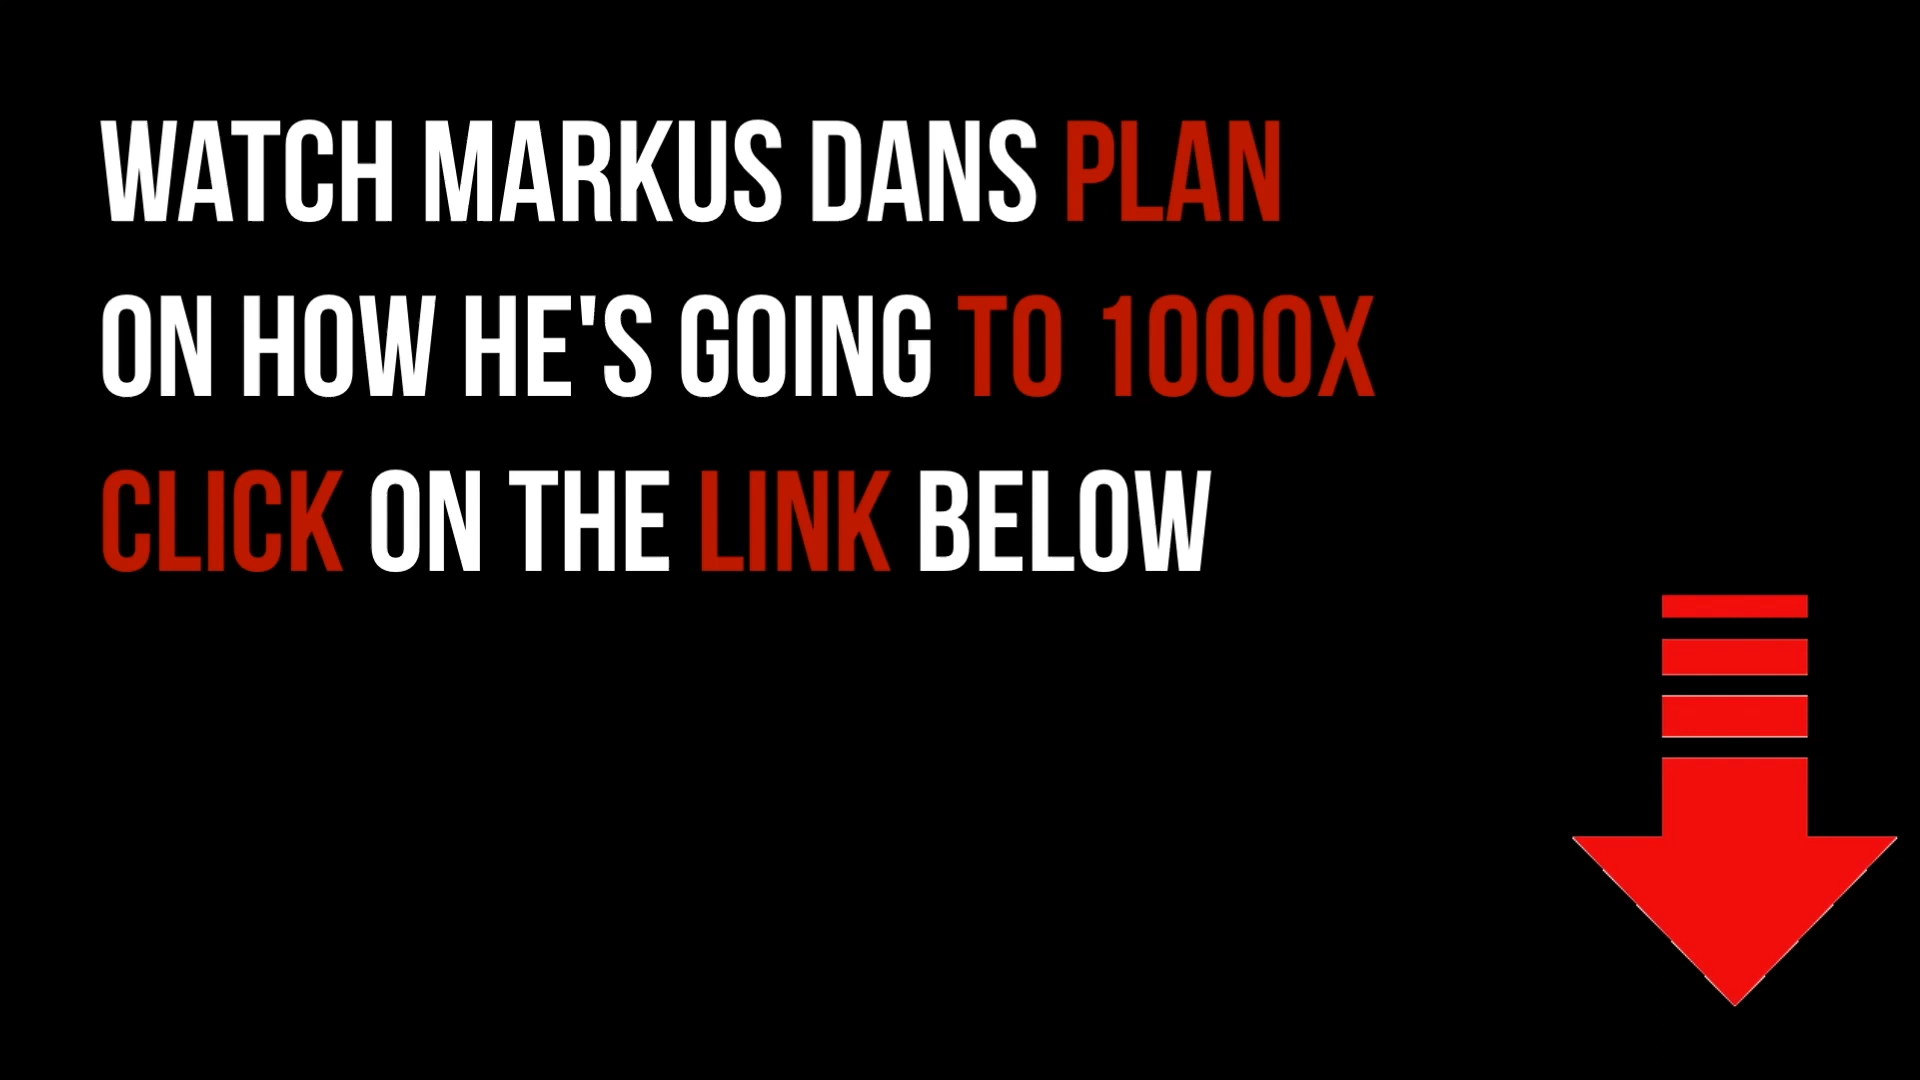 WATCH MARKUS DANS PLAN
ON HOW HE'S GOING TO 1000X
CLICK ON THE LINK BELOW